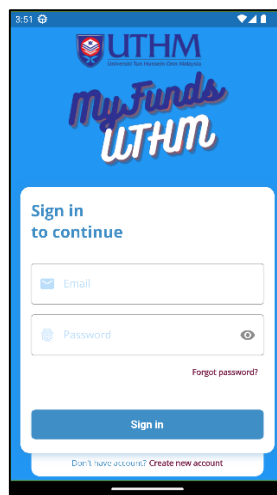 3:51
UTHM
Universiti Tun Hussein Onn Malaysia
MyFunds
UTHM
Sign in
to continue
Email
Password
Forgot password?
Sign in
Don't have account? Create new account